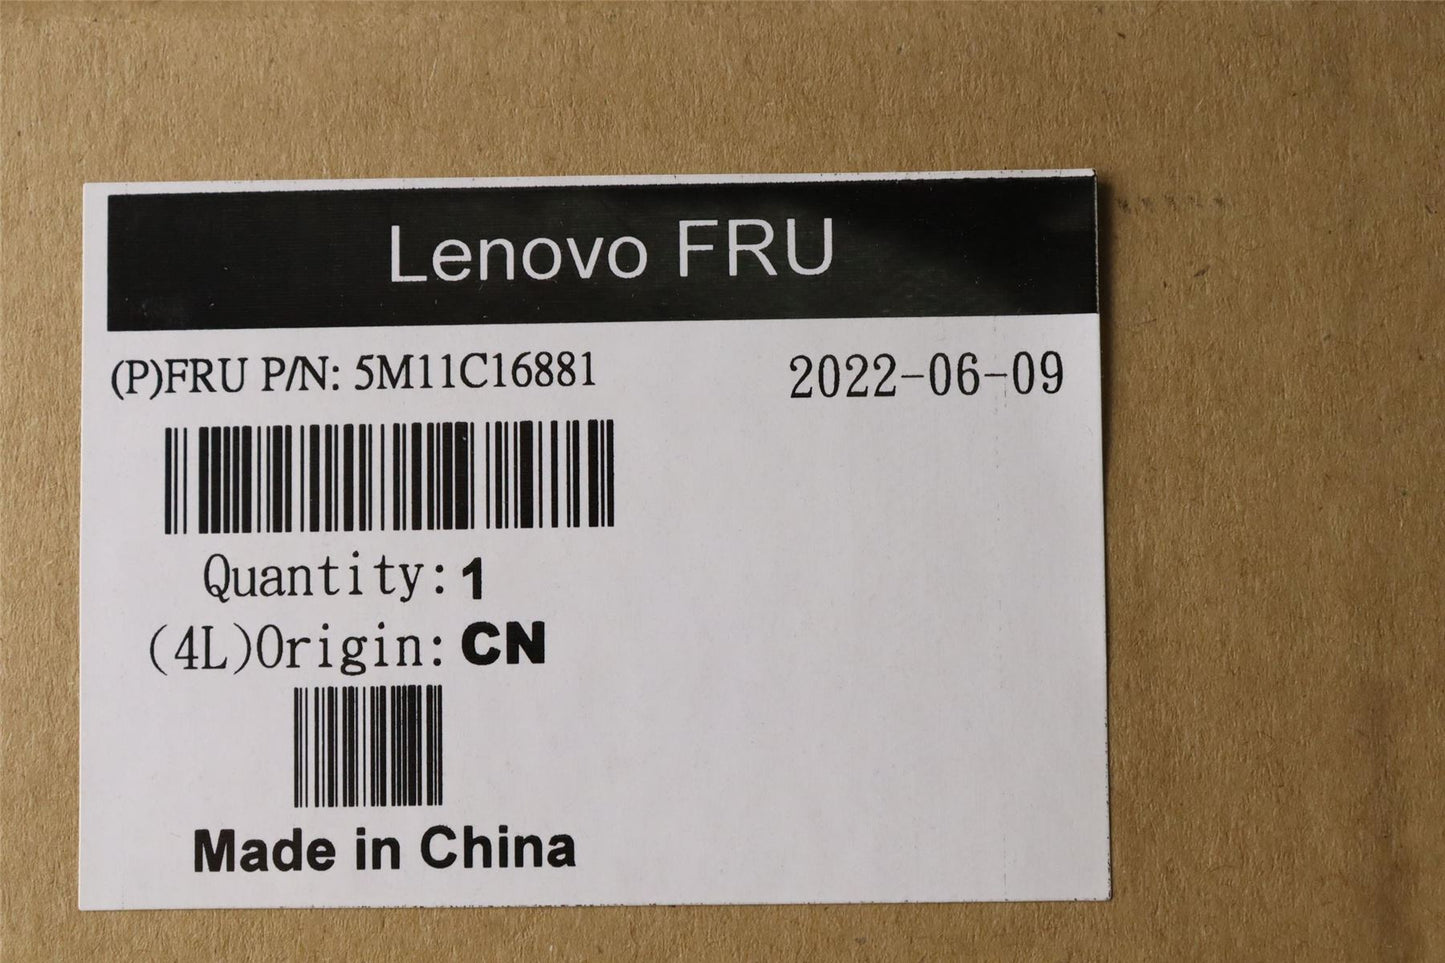 Lenovo FRU
(P)FRU P/N: 5M11C16881 2022-06-09
Quantity: 1
(4L)Origin: CN
Made in China